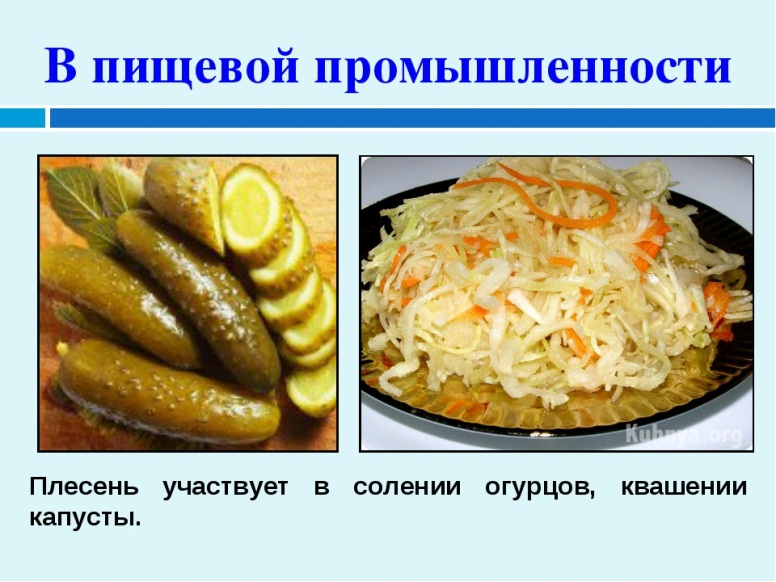 В пищевой промышленности
Kuhnya.org
Плесень участвует в солении огурцов, квашении
капусты.